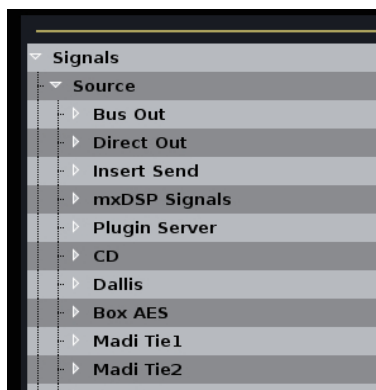 Signals
Source
Bus Out
Direct Out
Insert Send
mxDSP Signals
Plugin Server
CD
Dallis
Box AES
Madi Tie1
Madi Tie2